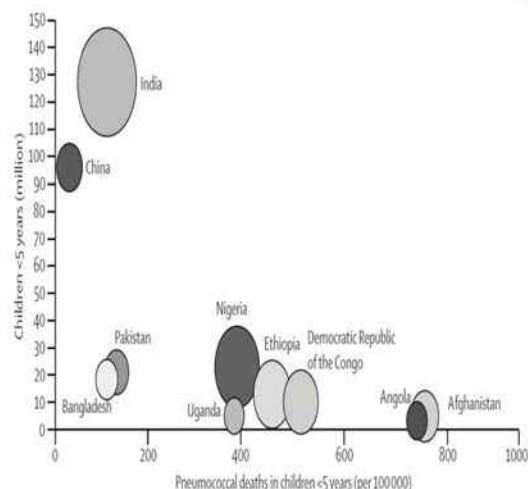 150
140
130
120
110
100
90
80
70
60
50
40
30
20
10
0
Children <5 years (million)
India
China
Pakistan
Bangladesh
Nigeria
Uganda
Ethiopia
Democratic Republic
of the Congo
Angola
Afghanistan
0 200 400 600 800 1000
Pneumococcal deaths in children <5 years (per 100 000)